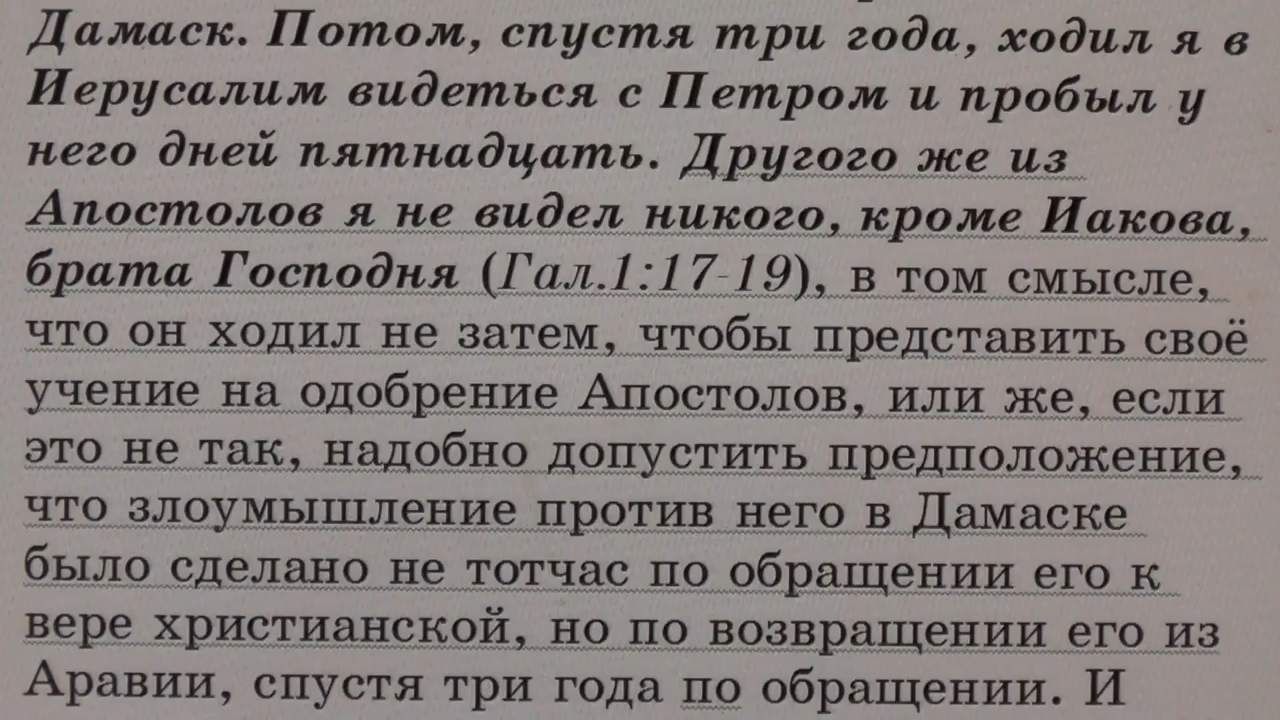 Дамаск. Потом, спустя три года, ходил я в
Иерусалим видеться с Петром и пробыл у
него дней пятнадцать. Другого же из
Апостолов я не видел никого, кроме Иакова,
брата Господня (Гал.1:17-19), в том смысле,
что он ходил не затем, чтобы представить своё
учение на одобрение Апостолов, или же, если
это не так, надобно допустить предположение,
что злоумышление против него в Дамаске
было сделано не тотчас по обращении его к
вере христианской, но по возвращении его из
Аравии, спустя три года по обращении. И